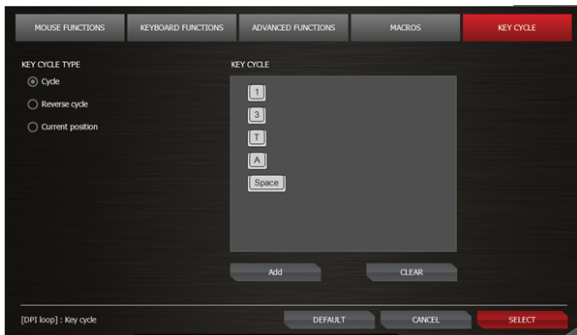 MOUSE FUNCTIONS KEYBOARD FUNCTIONS ADVANCED FUNCTIONS MACROS KEY CYCLE
KEY CYCLE TYPE KEY CYCLE
Cycle
1
Reverse cycle
3
Current position
T
A
Space
Add CLEAR
[DPI loop] : Key cycle DEFAULT CANCEL SELECT